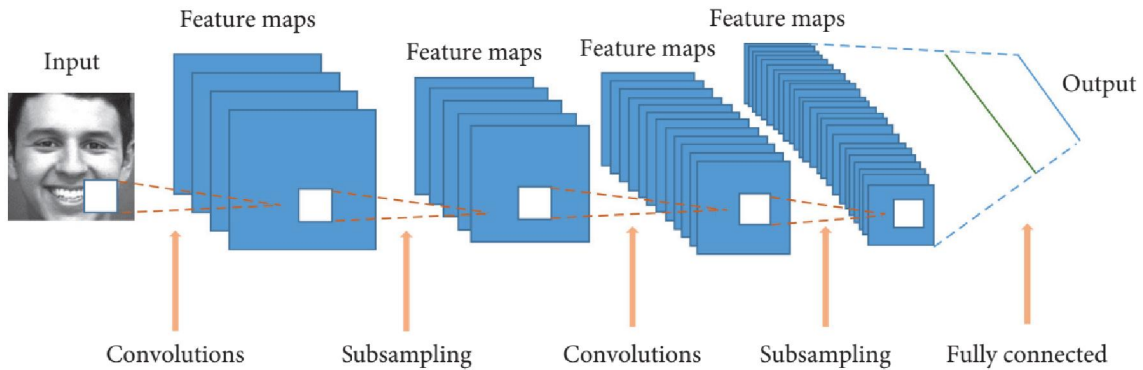 Feature maps
Feature maps
Feature maps
Feature maps
Input
Output
Convolutions
Subsampling
Convolutions
Subsampling
Fully connected